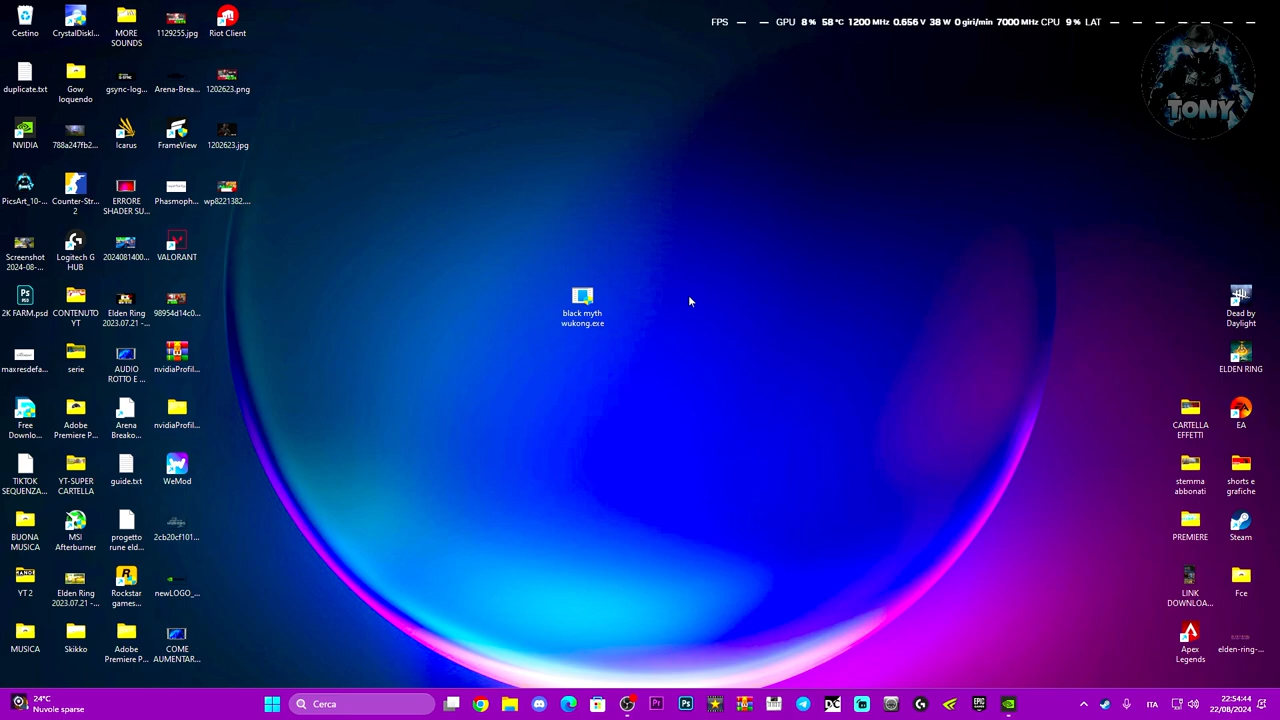 FPS — — GPU 8 % 58 °C 1200 MHz 0.656 V 38 W 0 giri/min 7000 MHz CPU 9 % LAT — — — — — — —
TONY
Cestino
CrystalDiskI...
MORE
SOUNDS
1129255.jpg
Riot Client
duplicate.txt
Gow
loquendo
gsync-log...
Arena-Brea...
1202623.png
NVIDIA
788a247fb2...
Icarus
FrameView
1202623.jpg
PicsArt_10-...
Counter-Str...
2
ERRORE
SHADER SU...
Phasmoph...
wp8221382....
Screenshot
2024-08-...
Logitech G
HUB
2024081400...
VALORANT
2K FARM.psd
CONTENUTO
YT
Elden Ring
2023.07.21 -...
98954d14c0...
black myth
wukong.exe
Dead by
Daylight
maxresdefa...
serie
AUDIO
ROTTO E ...
nvidiaProfil...
ELDEN RING
Free
Downlo...
Adobe
Premiere P...
Arena
Breako...
nvidiaProfil...
CARTELLA
EFFETTI
EA
TIKTOK
SEQUENZA...
YT-SUPER
CARTELLA
guide.txt
WeMod
stemma
abbonati
shorts e
grafiche
BUONA
MUSICA
MSI
Afterburner
progetto
rune eld...
2cb20cf101...
PREMIERE
Steam
YT 2
Elden Ring
2023.07.21 -...
Rockstar
games...
newLOGO_...
LINK
DOWNLOA...
Fce
MUSICA
Skikko
Adobe
Premiere P...
COME
AUMENTAR...
Apex
Legends
elden-ring-...
24°C
Nuvole sparse
Cerca
ITA
22:54:44
22/08/2024